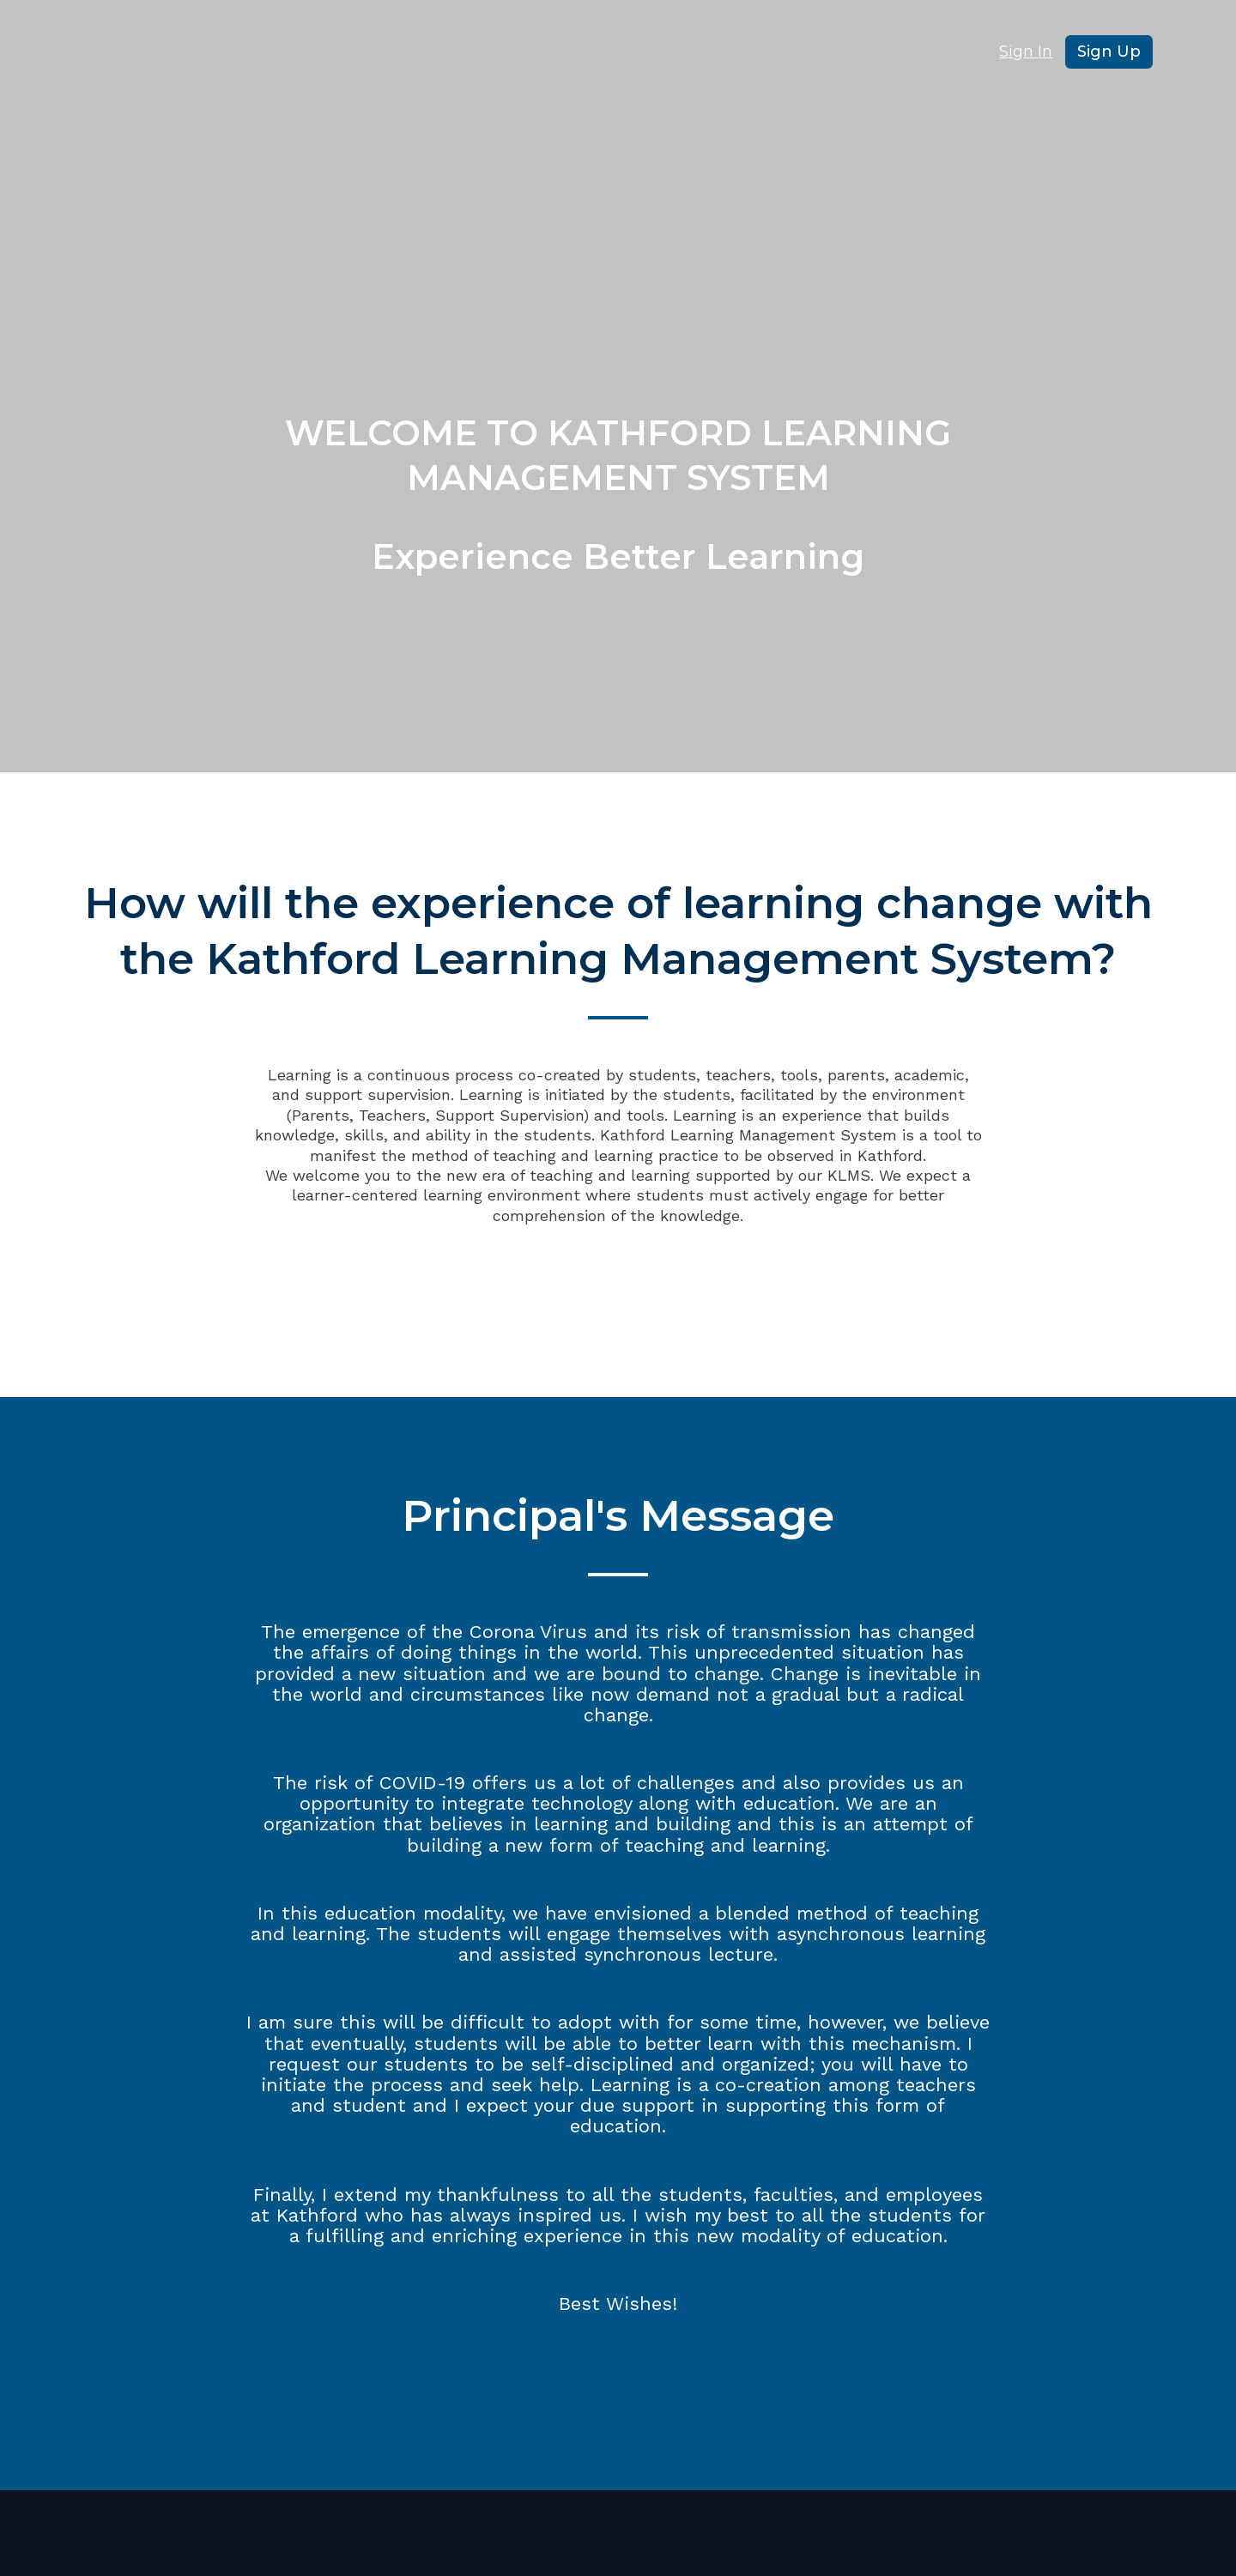 Sign In
Sign Up
WELCOME TO KATHFORD LEARNING
MANAGEMENT SYSTEM
Experience Better Learning
How will the experience of learning change with
the Kathford Learning Management System?
Learning is a continuous process co-created by students, teachers, tools, parents, academic,
and support supervision. Learning is initiated by the students, facilitated by the environment
(Parents, Teachers, Support Supervision) and tools. Learning is an experience that builds
knowledge, skills, and ability in the students. Kathford Learning Management System is a tool to
manifest the method of teaching and learning practice to be observed in Kathford.
We welcome you to the new era of teaching and learning supported by our KLMS. We expect a
learner-centered learning environment where students must actively engage for better
comprehension of the knowledge.
Principal's Message
The emergence of the Corona Virus and its risk of transmission has changed
the affairs of doing things in the world. This unprecedented situation has
provided a new situation and we are bound to change. Change is inevitable in
the world and circumstances like now demand not a gradual but a radical
change.
The risk of COVID-19 offers us a lot of challenges and also provides us an
opportunity to integrate technology along with education. We are an
organization that believes in learning and building and this is an attempt of
building a new form of teaching and learning.
In this education modality, we have envisioned a blended method of teaching
and learning. The students will engage themselves with asynchronous learning
and assisted synchronous lecture.
I am sure this will be difficult to adopt with for some time, however, we believe
that eventually, students will be able to better learn with this mechanism. I
request our students to be self-disciplined and organized; you will have to
initiate the process and seek help. Learning is a co-creation among teachers
and student and I expect your due support in supporting this form of
education.
Finally, I extend my thankfulness to all the students, faculties, and employees
at Kathford who has always inspired us. I wish my best to all the students for
a fulfilling and enriching experience in this new modality of education.
Best Wishes!